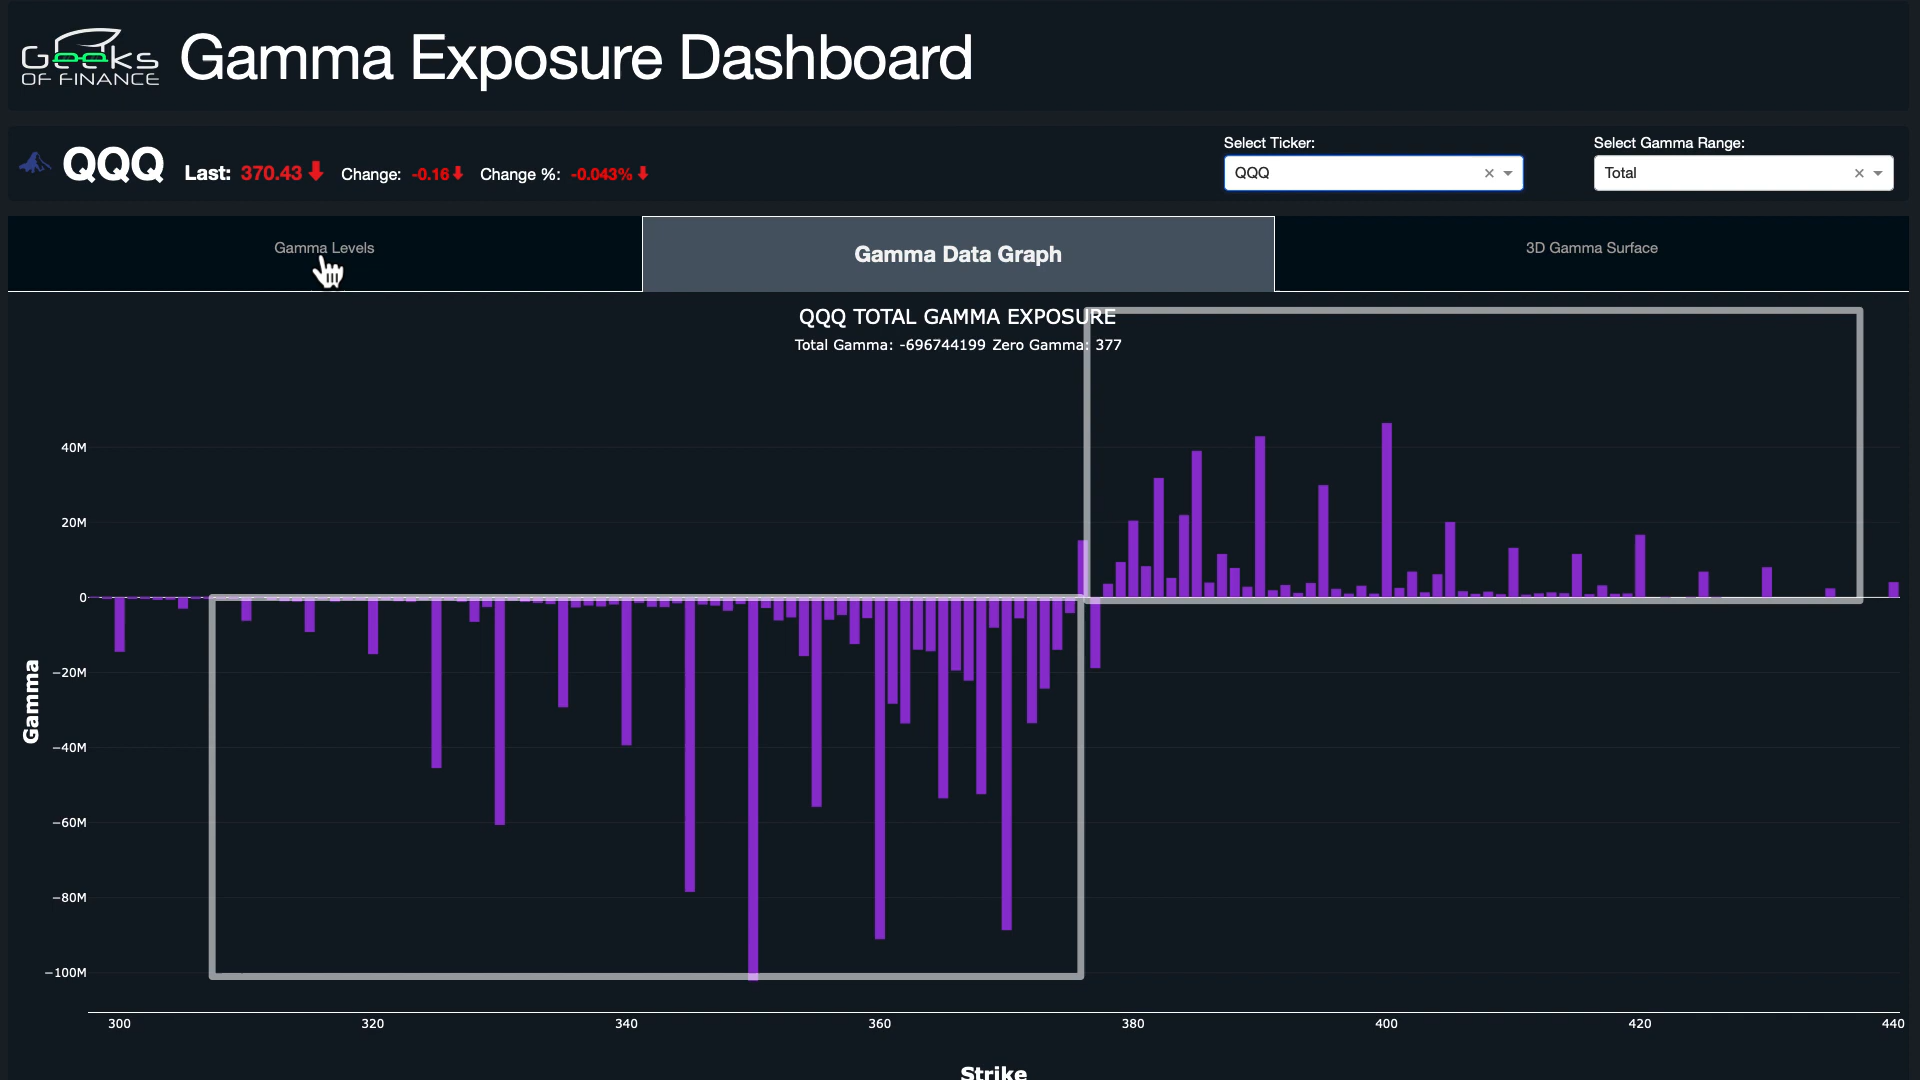 Geeks
OF FINANCE
Gamma Exposure Dashboard
QQQ Last: 370.43 Change: -0.16 Change %: -0.043%
Select Ticker:
QQQ
Select Gamma Range:
Total
Gamma Levels
Gamma Data Graph
3D Gamma Surface
QQQ TOTAL GAMMA EXPOSURE
Total Gamma: -696744199 Zero Gamma: 377
40M
20M
0
−20M
−40M
−60M
−80M
−100M
Gamma
300 320 340 360 380 400 420 440
Strike